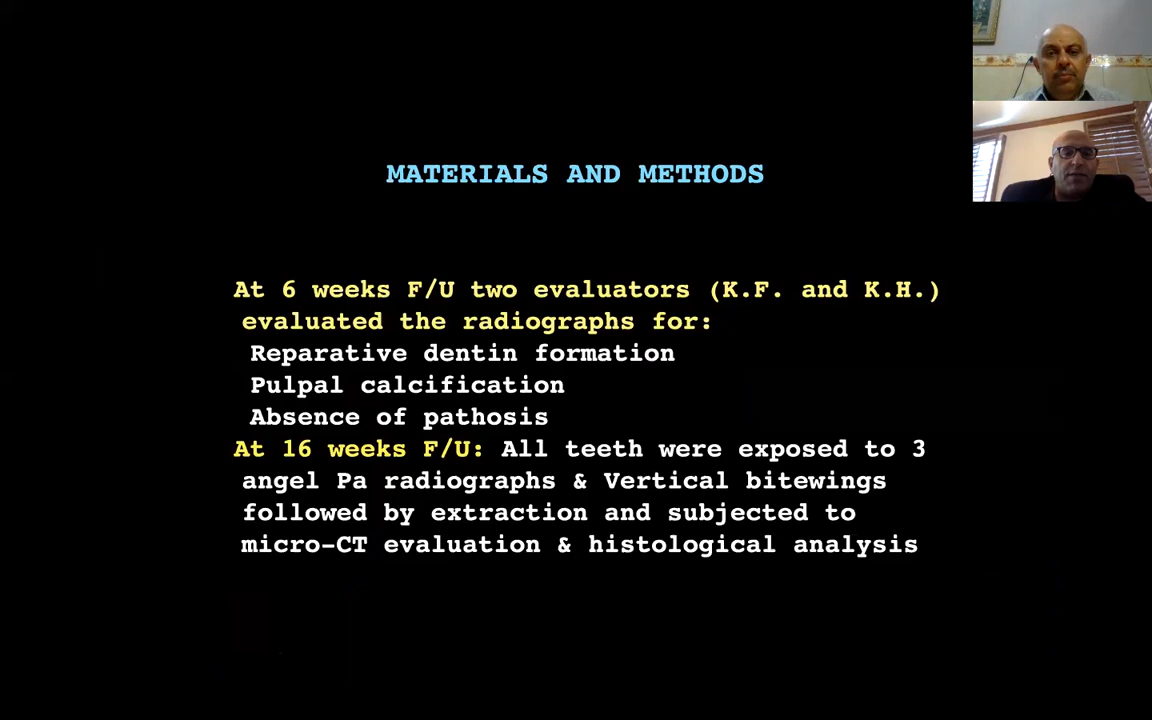 MATERIALS AND METHODS
At 6 weeks F/U two evaluators (K.F. and K.H.)
evaluated the radiographs for:
Reparative dentin formation
Pulpal calcification
Absence of pathosis
At 16 weeks F/U: All teeth were exposed to 3
angel Pa radiographs & Vertical bitewings
followed by extraction and subjected to
micro-CT evaluation & histological analysis